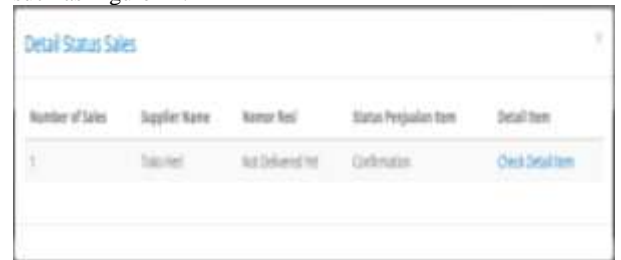 Detail Status Sales
Number of Sales Supplier Name Nomor Resi Status Penjualan Item Detail Item
1 Not Delivered Yet Confirmation Check Detail Item